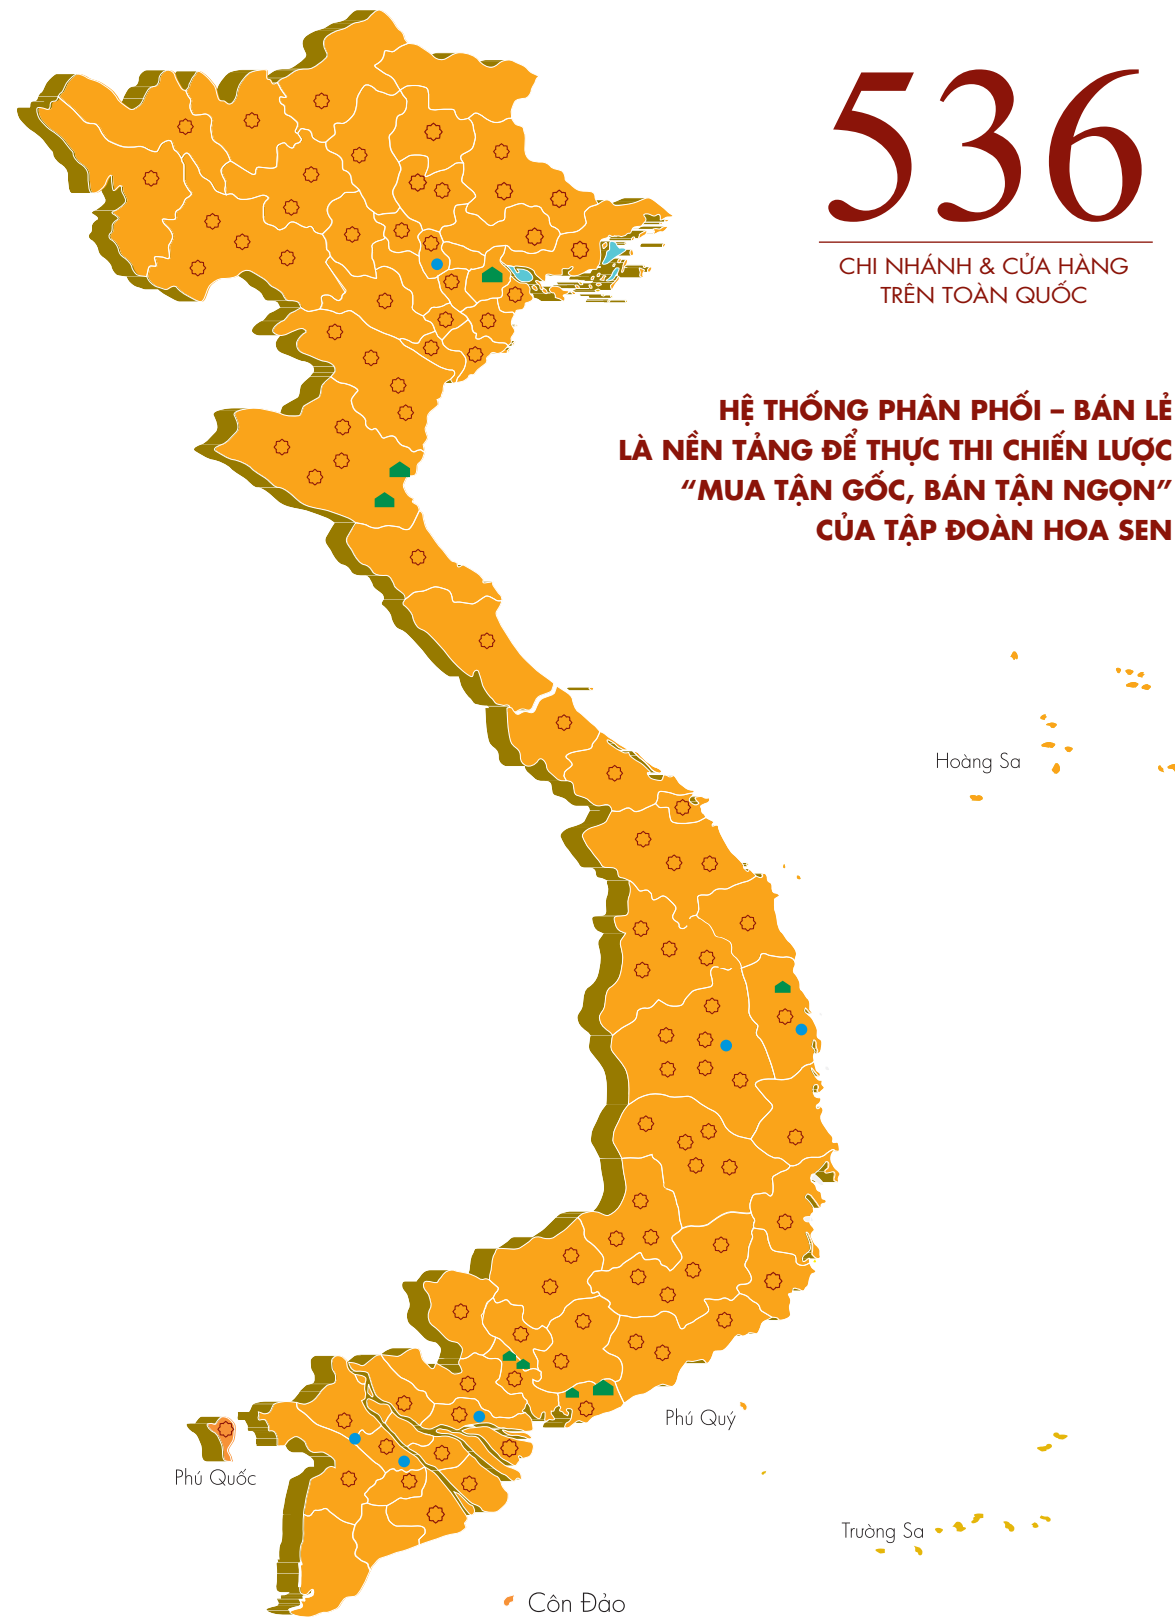 536
CHI NHÁNH & CỬA HÀNG
TRÊN TOÀN QUỐC
HỆ THỐNG PHÂN PHỐI – BÁN LẺ
LÀ NỀN TẢNG ĐỂ THỰC THI CHIẾN LƯỢC
“MUA TẬN GỐC, BÁN TẬN NGỌN”
CỦA TẬP ĐOÀN HOA SEN
Hoàng Sa
Phú Quý
Phú Quốc
Trường Sa
Côn Đảo